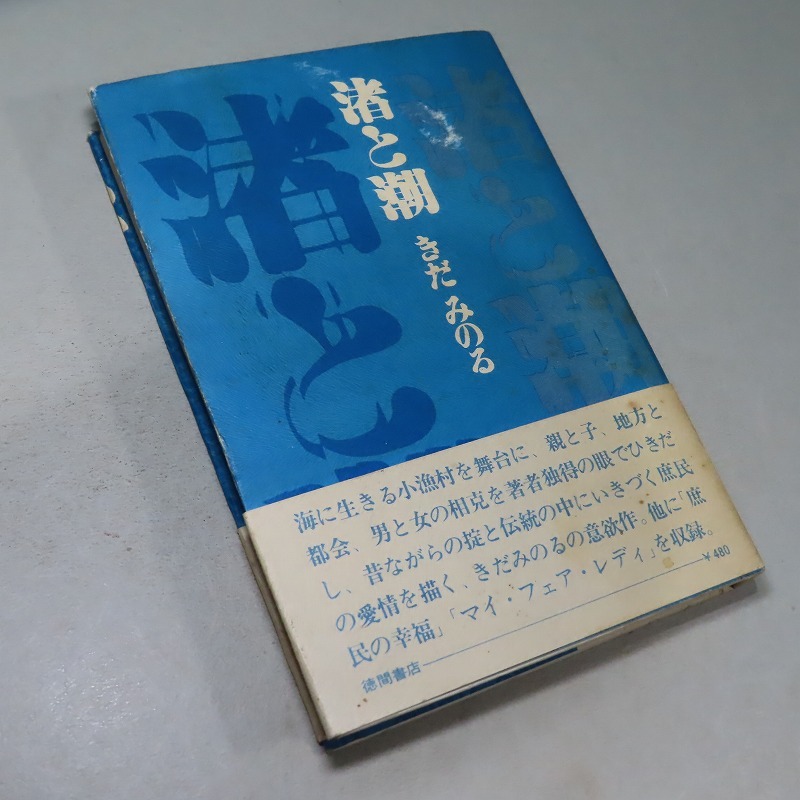 渚と潮
きだ みのる
渚と
渚と潮
海に生きる小漁村を舞台に、親と子、地方と
都会、男と女の相克を著者独得の眼でひきだ
し、昔ながらの掟と伝統の中にいきづく庶民
の愛情を描く、きだみのるの意欲作。他に「庶
民の幸福」「マイ・フェア・レディ」を収録。
¥480
徳間書店